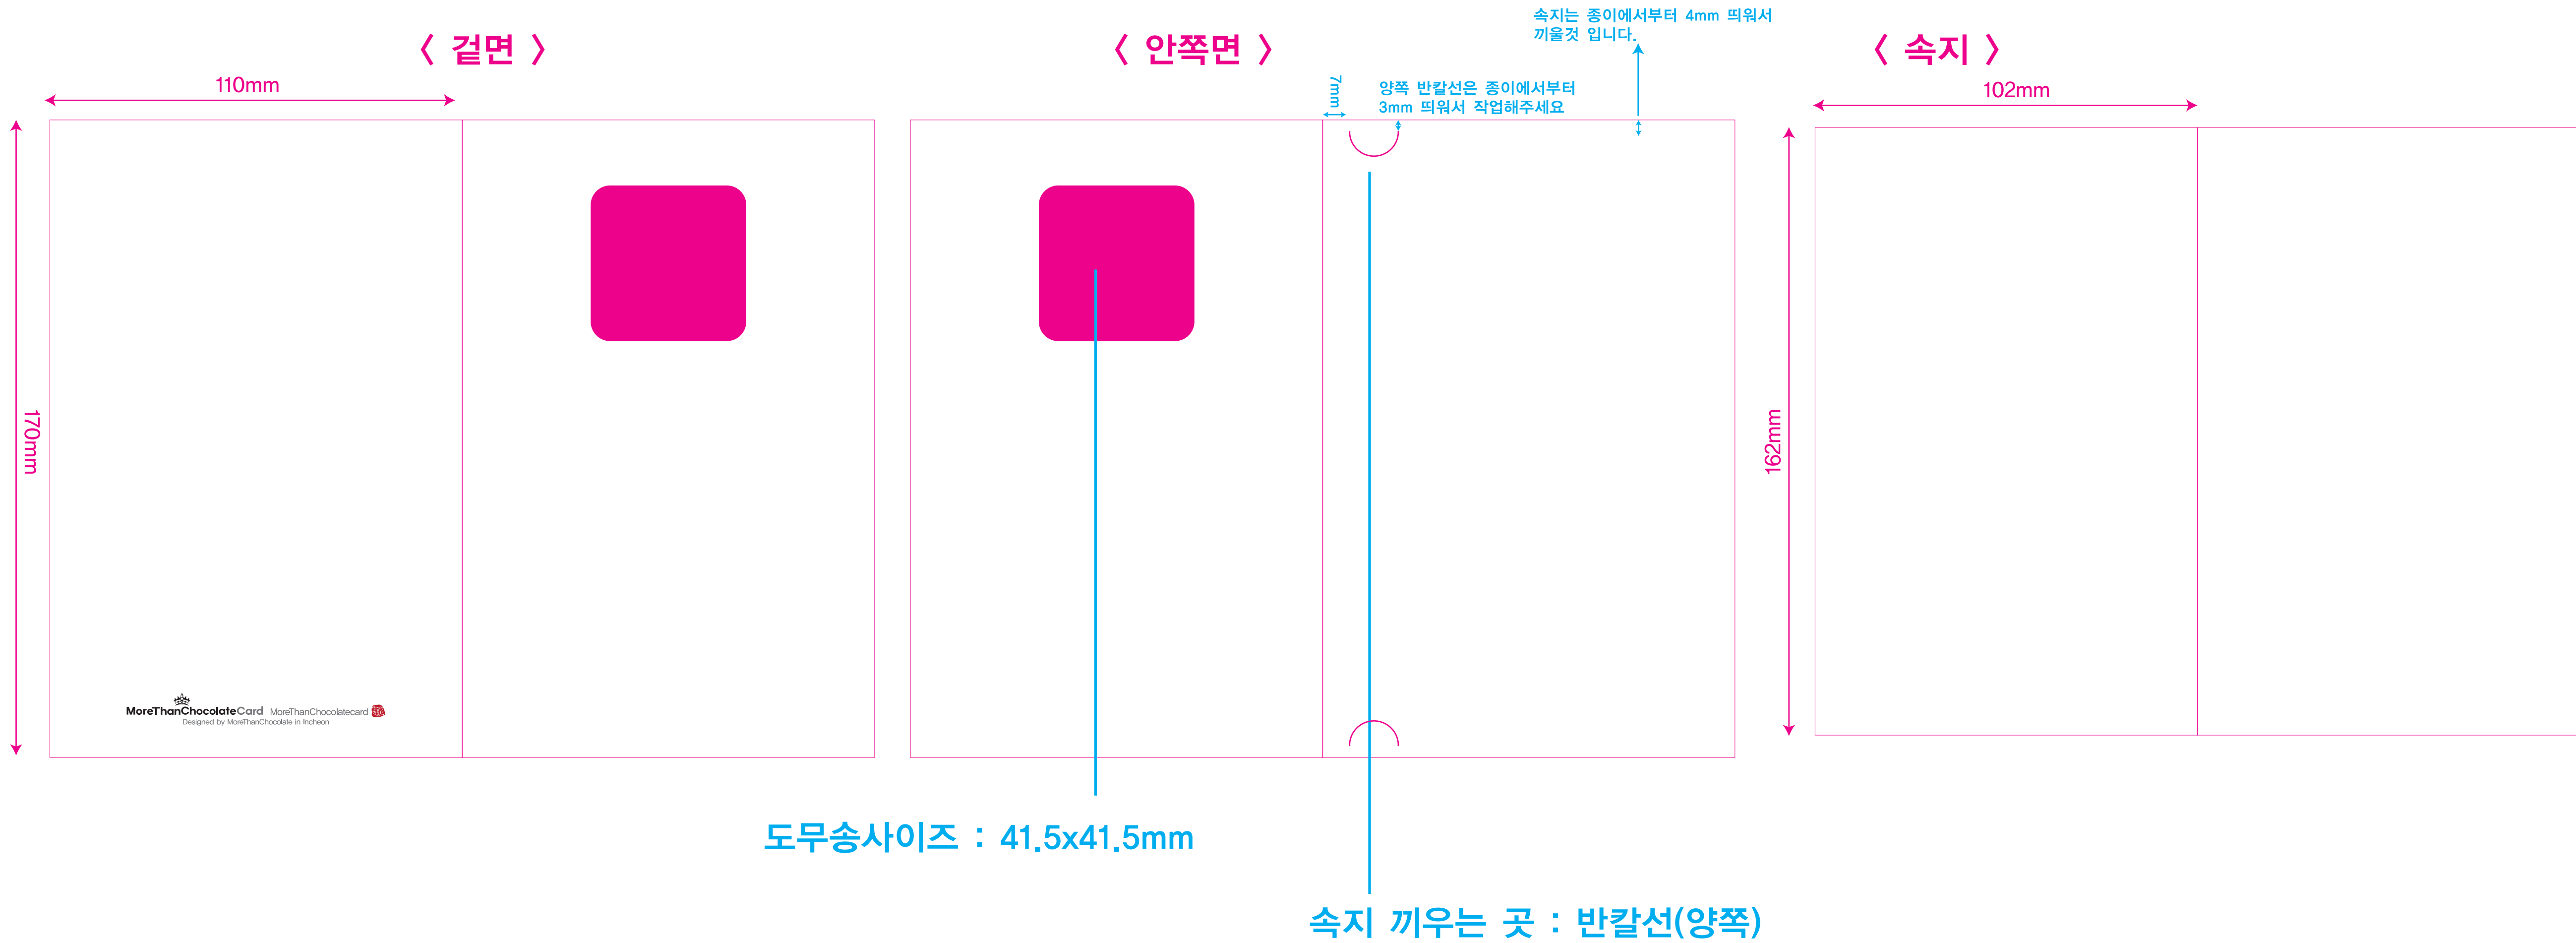 속지는 종이에서부터 4mm 띄워서
끼울것 입니다.
〈 겉면 〉
〈 안쪽면 〉
〈 속지 〉
110mm
7mm
양쪽 반칼선은 종이에서부터
3mm 띄워서 작업해주세요
102mm
170mm
162mm
MoreThanChocolateCard MoreThanChocolatecard
Designed by MoreThanChocolate in Incheon
도무송사이즈 : 41.5x41.5mm
속지 끼우는 곳 : 반칼선(양쪽)